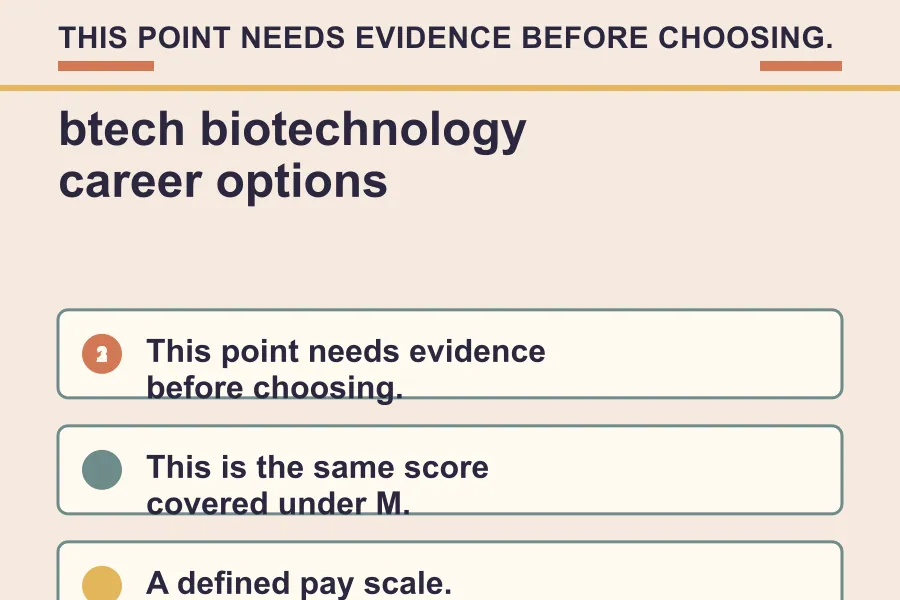 THIS POINT NEEDS EVIDENCE BEFORE CHOOSING.
btech biotechnology
career options
This point needs evidence
before choosing.
This is the same score
covered under M.
A defined pay scale.